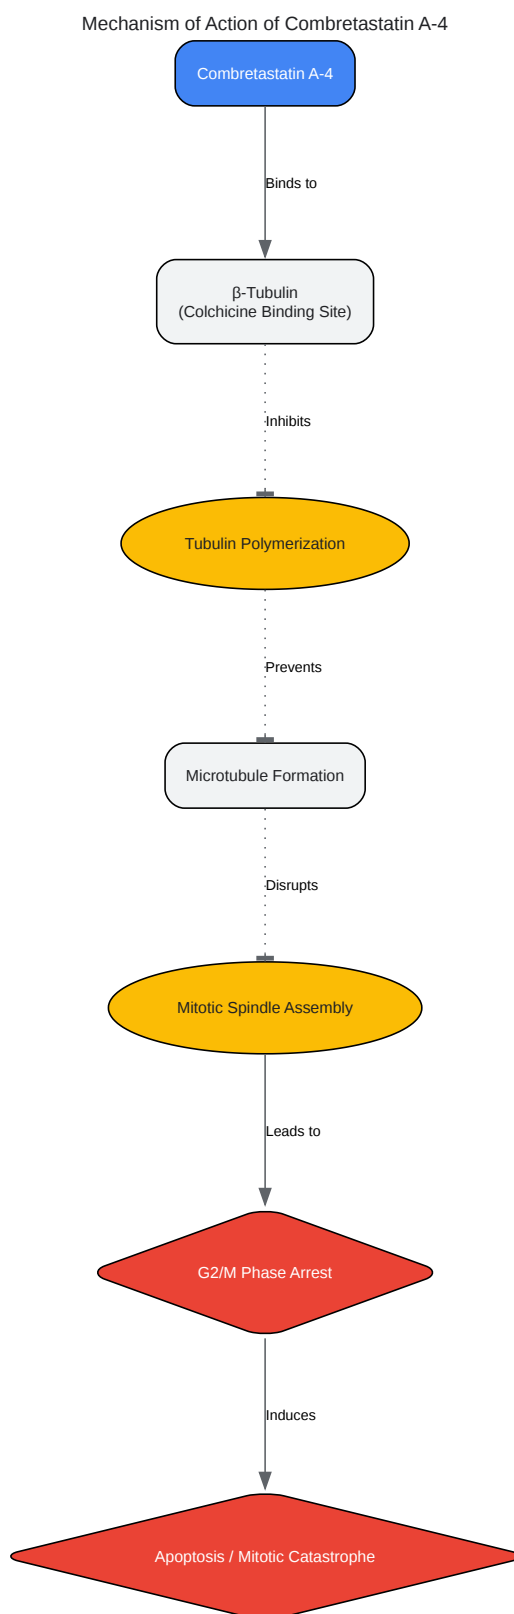 Mechanism of Action of Combretastatin A-4
Combretastatin A-4
Binds to
β-Tubulin
(Colchicine Binding Site)
Inhibits
Tubulin Polymerization
Prevents
Microtubule Formation
Disrupts
Mitotic Spindle Assembly
Leads to
G2/M Phase Arrest
Induces
Apoptosis / Mitotic Catastrophe